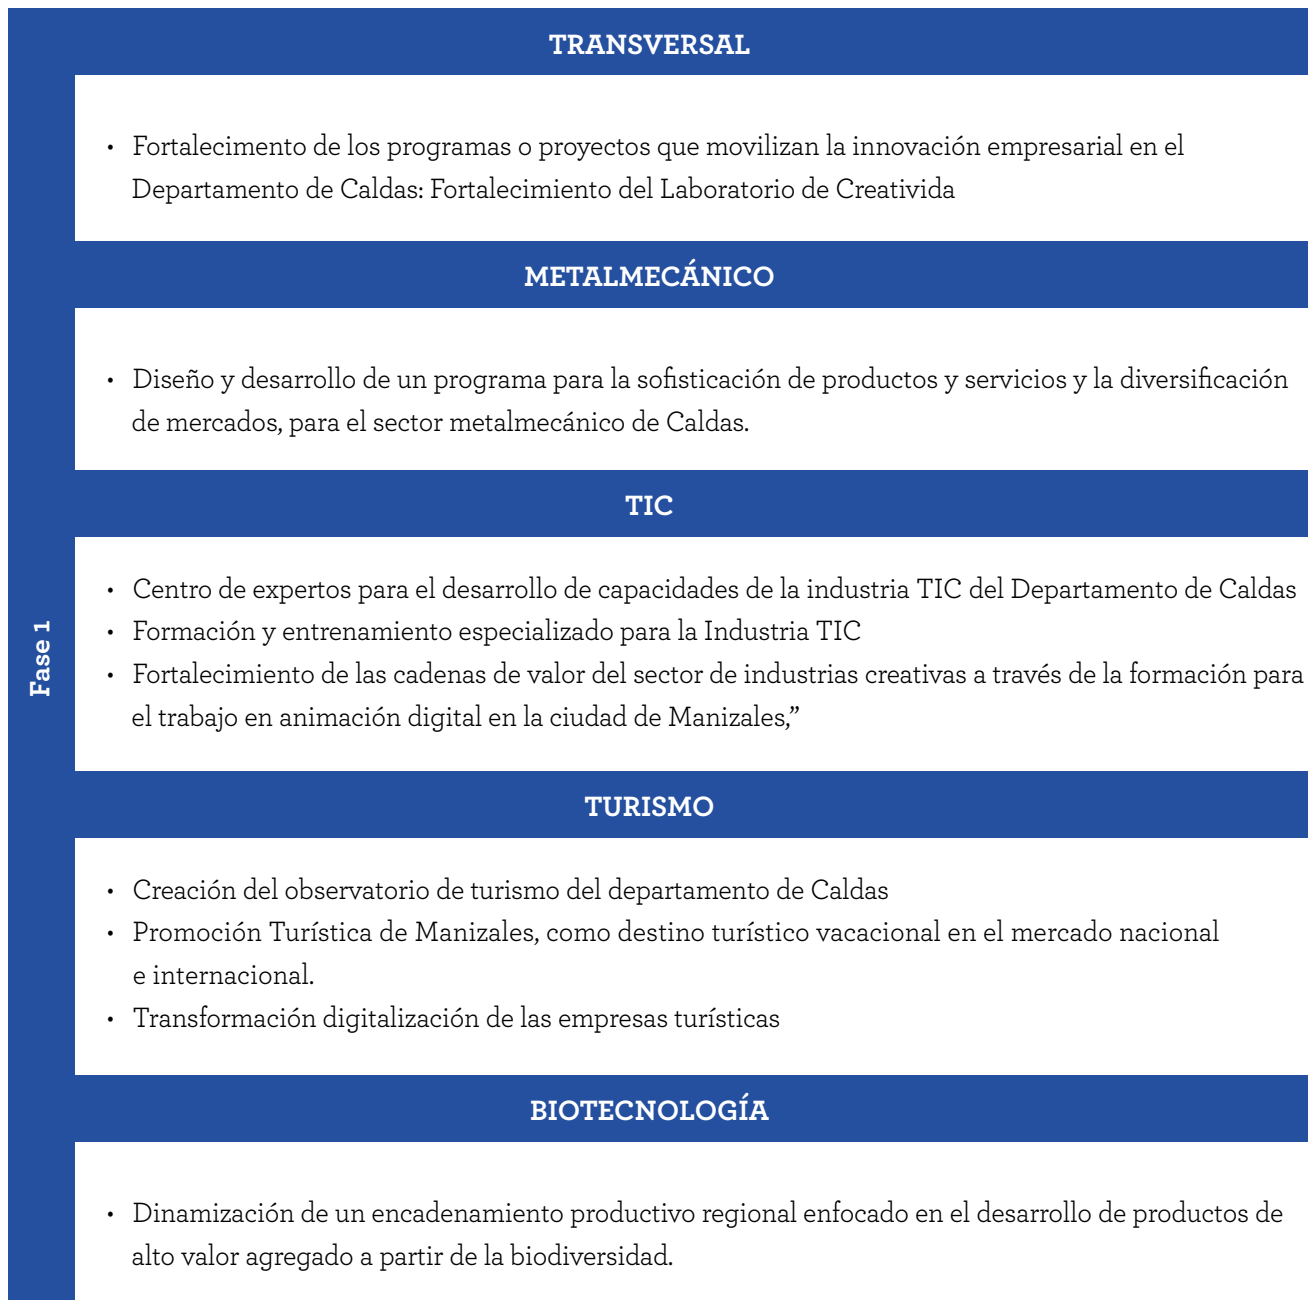 TRANSVERSAL
• Fortalecimento de los programas o proyectos que movilizan la innovación empresarial en el
Departamento de Caldas: Fortalecimiento del Laboratorio de Creativida
METALMECÁNICO
• Diseño y desarrollo de un programa para la sofisticación de productos y servicios y la diversificación
de mercados, para el sector metalmecánico de Caldas.
TIC
Fase 1
• Centro de expertos para el desarrollo de capacidades de la industria TIC del Departamento de Caldas
• Formación y entrenamiento especializado para la Industria TIC
• Fortalecimiento de las cadenas de valor del sector de industrias creativas a través de la formación para
el trabajo en animación digital en la ciudad de Manizales,”
TURISMO
• Creación del observatorio de turismo del departamento de Caldas
• Promoción Turística de Manizales, como destino turístico vacacional en el mercado nacional
e internacional.
• Transformación digitalización de las empresas turísticas
BIOTECNOLOGÍA
• Dinamización de un encadenamiento productivo regional enfocado en el desarrollo de productos de
alto valor agregado a partir de la biodiversidad.